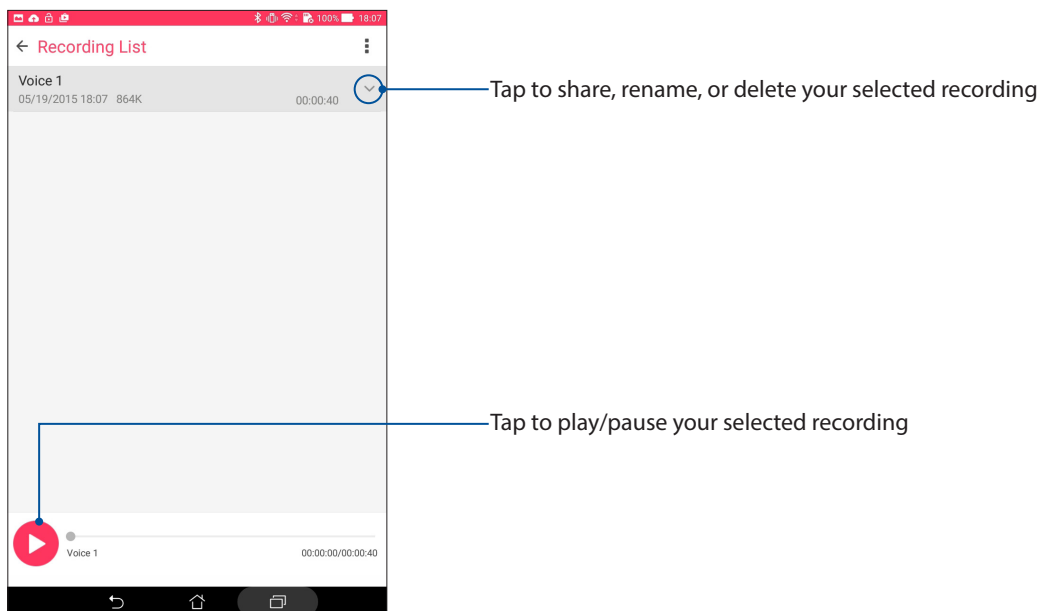 100% 18:07
Recording List
Voice 1
05/19/2015 18:07 864K 00:00:40
Tap to share, rename, or delete your selected recording
Tap to play/pause your selected recording
Voice 1 00:00:00/00:00:40